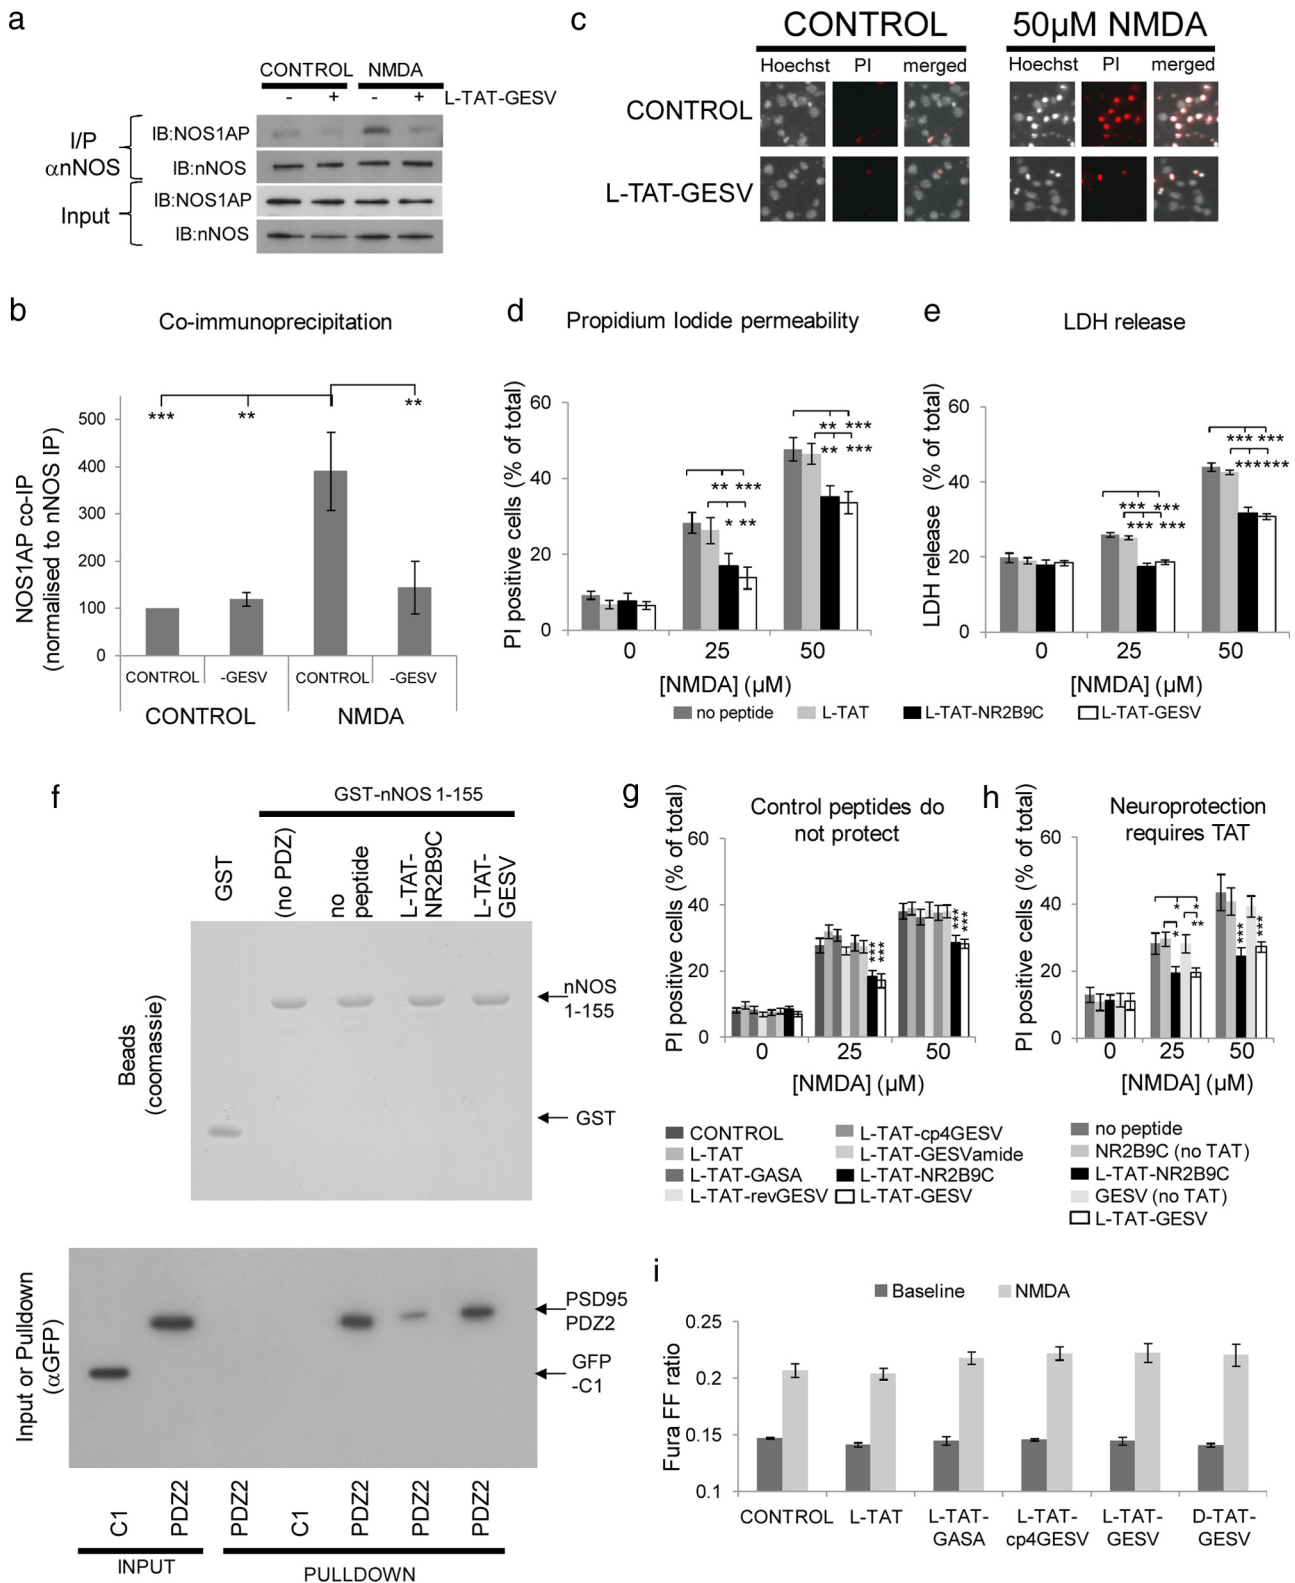 a
CONTROL NMDA
- + - + L-TAT-GESV
I/P
αnNOS
IB:NOS1AP
IB:nNOS
Input
IB:NOS1AP
IB:nNOS
c
CONTROL 50µM NMDA
Hoechst PI merged Hoechst PI merged
CONTROL
L-TAT-GESV
b
Co-immunoprecipitation
NOS1AP co-IP
(normalised to nNOS IP)
500
400
300
200
100
0
*** ** **
CONTROL -GESV CONTROL -GESV
CONTROL NMDA
d
Propidium Iodide permeability
PI positive cells (% of total)
60
40
20
0
** ***
* **
** ***
** ***
0 25 50
[NMDA] (µM)
e
LDH release
LDH release (% of total)
60
40
20
0
*** ***
*** ***
*** ***
******
0 25 50
[NMDA] (µM)
no peptide L-TAT L-TAT-NR2B9C L-TAT-GESV
f
GST-nNOS 1-155
GST
(no PDZ)
no
peptide
L-TAT-
NR2B9C
L-TAT-
GESV
Beads
(coomassie)
nNOS
1-155
GST
Input or Pulldown
(αGFP)
PSD95
PDZ2
GFP
-C1
C1 PDZ2 PDZ2 C1 PDZ2 PDZ2 PDZ2
INPUT PULLDOWN
g
Control peptides do
not protect
PI positive cells (% of total)
60
40
20
0
*** *** *** ***
0 25 50
[NMDA] (µM)
CONTROL
L-TAT
L-TAT-GASA
L-TAT-revGESV
L-TAT-cp4GESV
L-TAT-GESVamide
L-TAT-NR2B9C
L-TAT-GESV
h
Neuroprotection
requires TAT
PI positive cells (% of total)
60
40
20
0
* *
* **
*** ***
0 25 50
[NMDA] (µM)
no peptide
NR2B9C (no TAT)
L-TAT-NR2B9C
GESV (no TAT)
L-TAT-GESV
i
Baseline NMDA
Fura FF ratio
0.25
0.2
0.15
0.1
CONTROL
L-TAT
L-TAT-
GASA
L-TAT-
cp4GESV
L-TAT-
GESV
D-TAT-
GESV